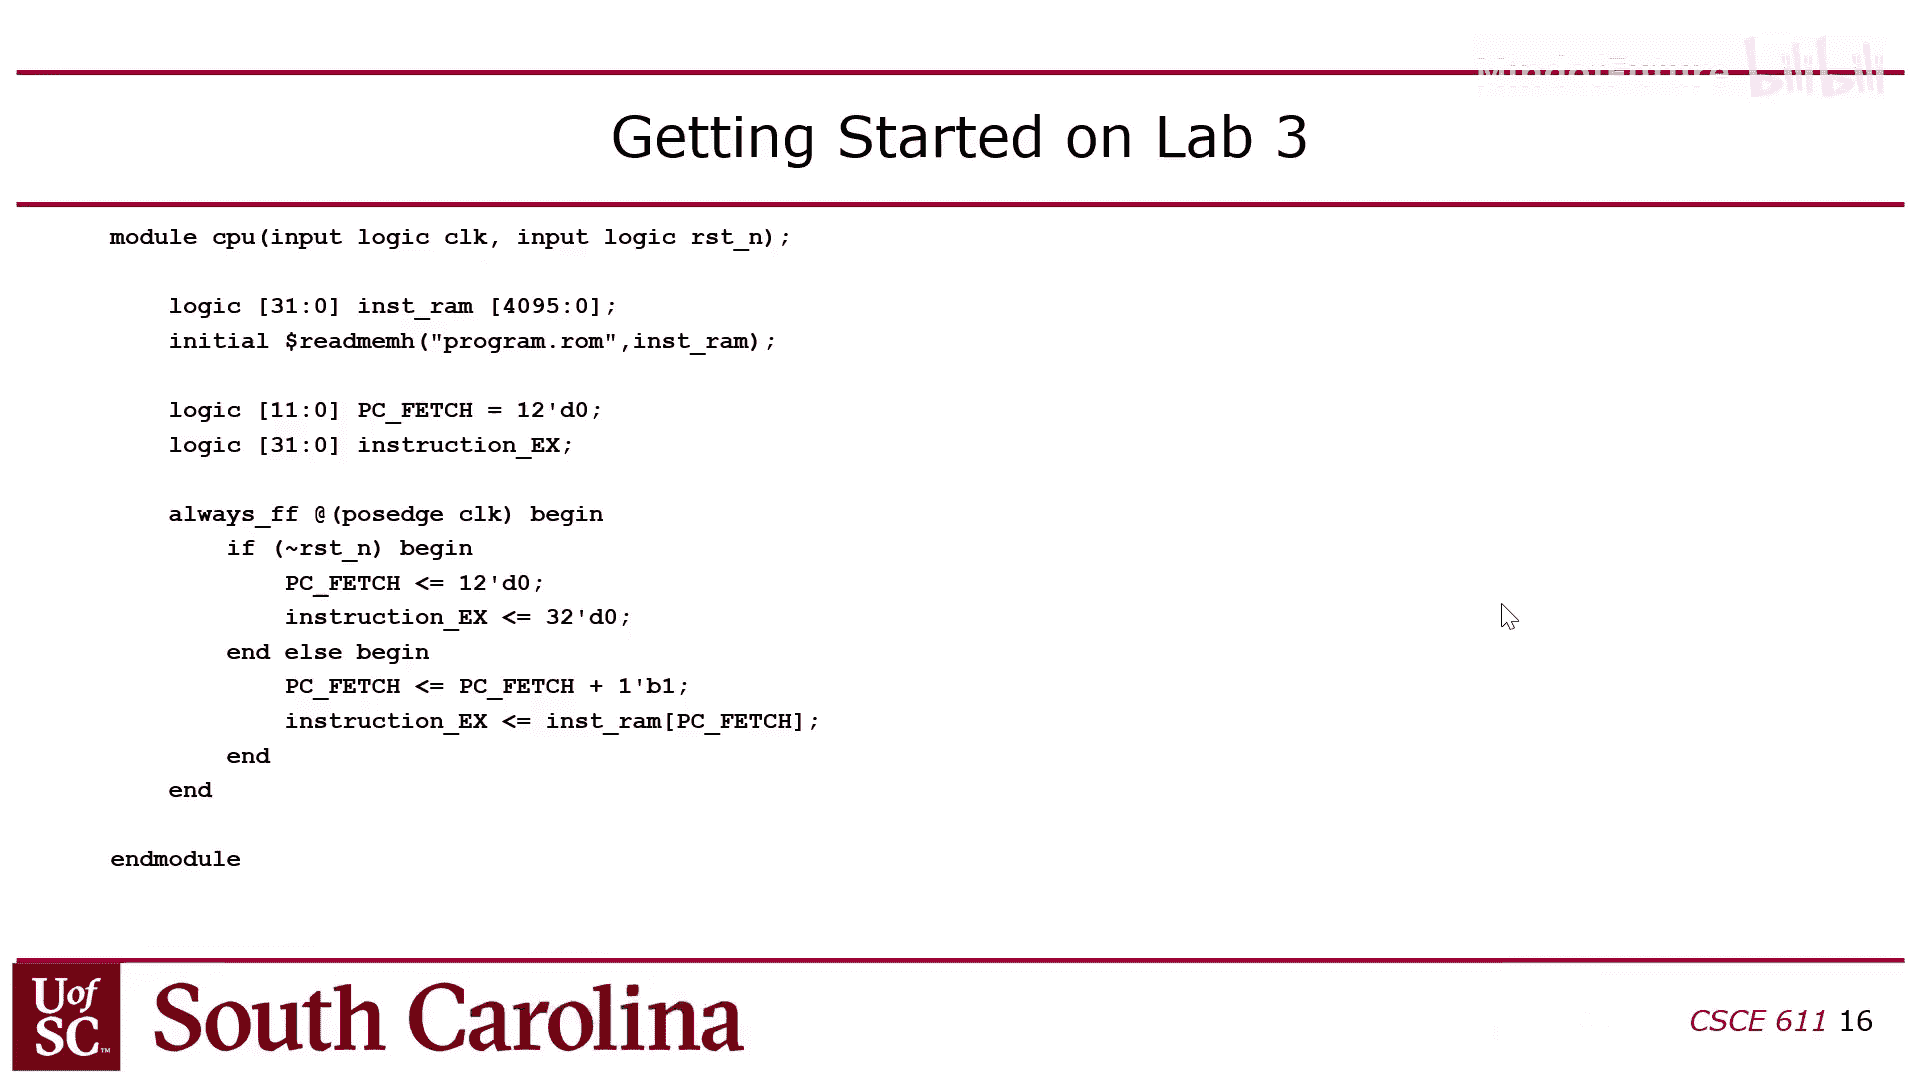 Getting Started on Lab 3
module cpu(input logic clk, input logic rst_n);
logic [31:0] inst_ram [4095:0];
initial $readmemh("program.rom",inst_ram);
logic [11:0] PC_FETCH = 12'd0;
logic [31:0] instruction_EX;
always_ff @(posedge clk) begin
if (~rst_n) begin
PC_FETCH <= 12'd0;
instruction_EX <= 32'd0;
end else begin
PC_FETCH <= PC_FETCH + 1'b1;
instruction_EX <= inst_ram[PC_FETCH];
end
end
endmodule
UofSC™
South Carolina
CSCE 611 16